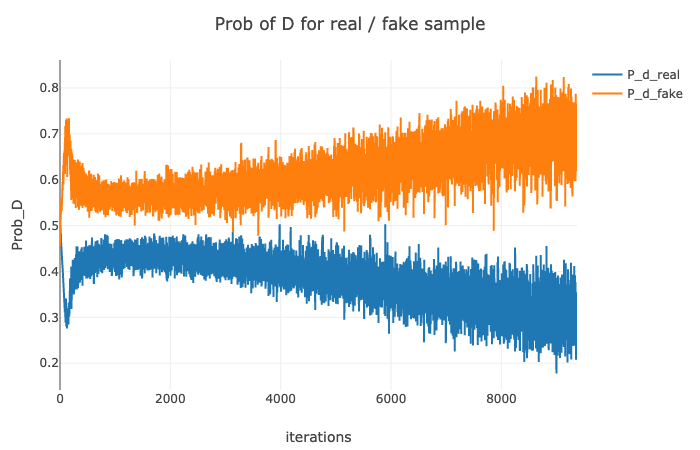 Prob of D for real / fake sample
P_d_real
P_d_fake
0.8
0.7
0.6
0.5
0.4
0.3
0.2
Prob_D
0 2000 4000 6000 8000
iterations